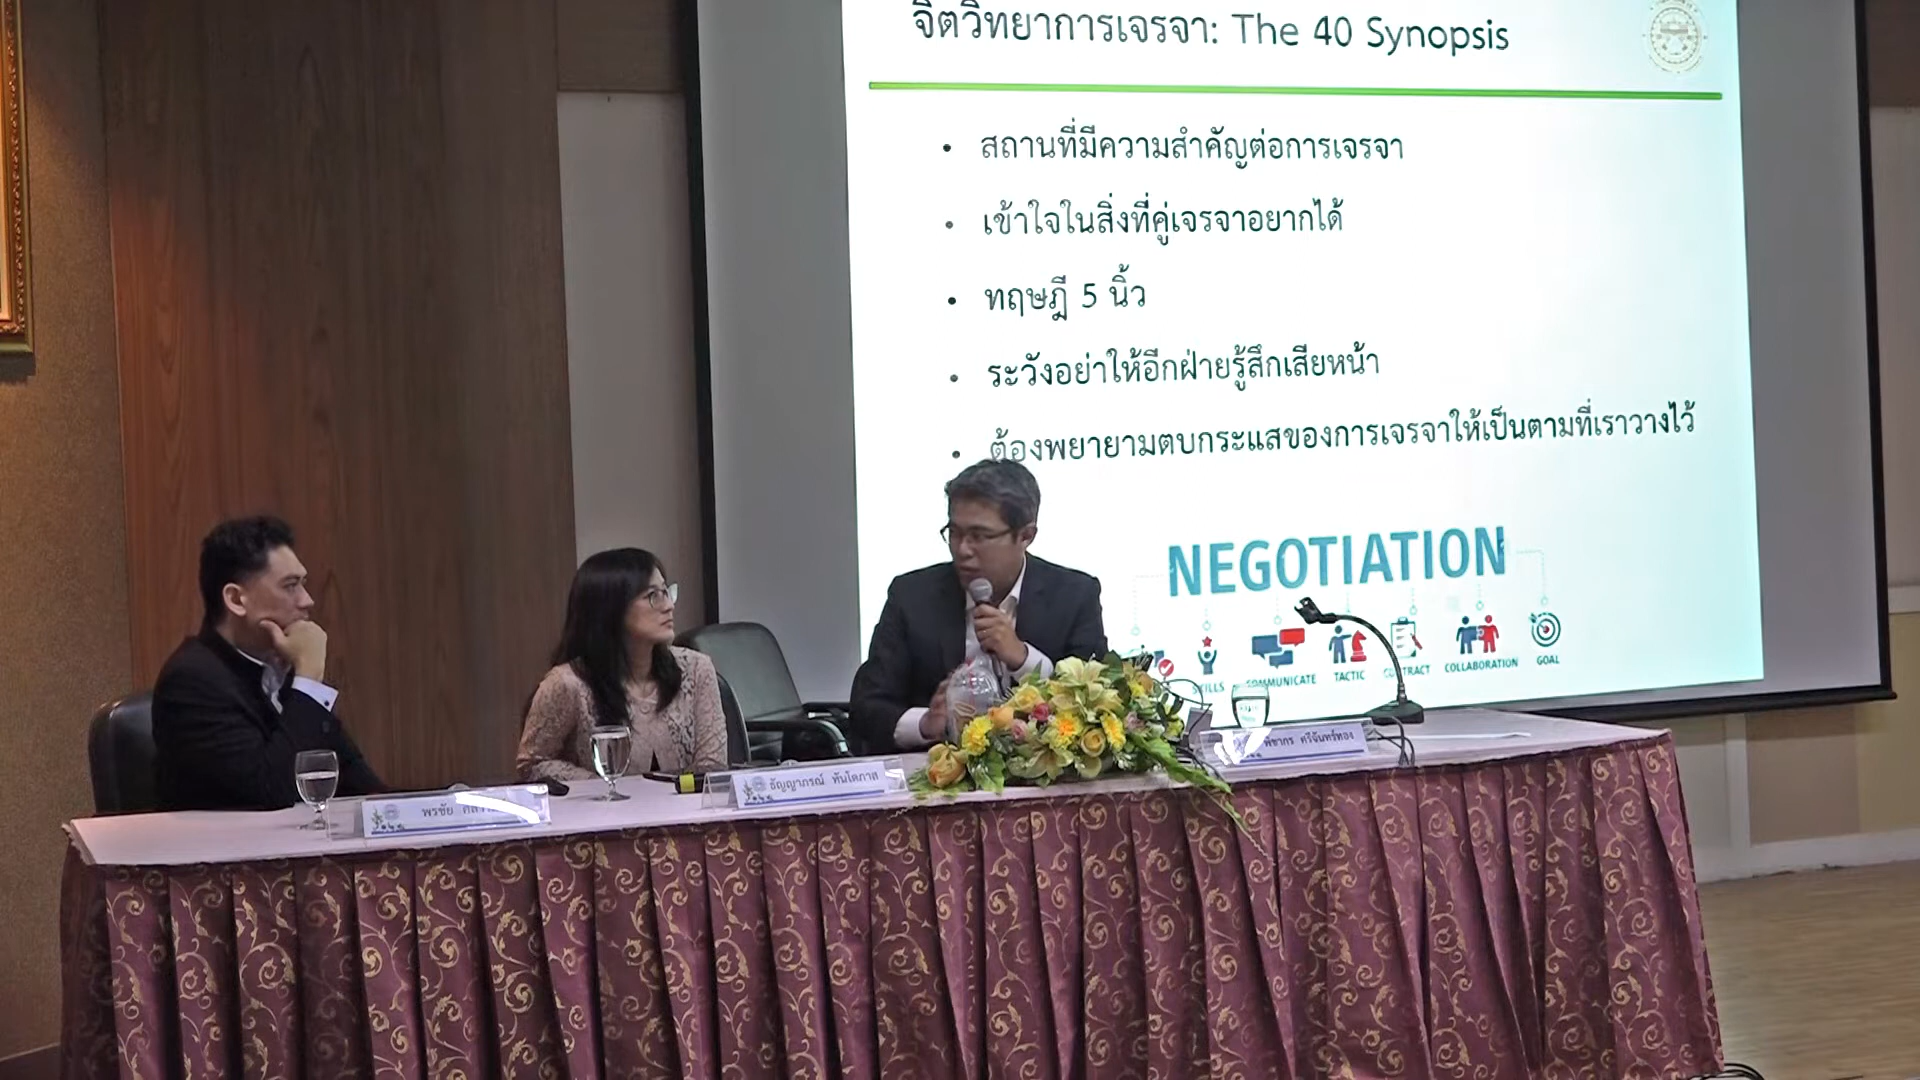 จิตวิทยาการเจรจา: The 40 Synopsis
• สถานที่มีความสำคัญต่อการเจรจา
• เข้าใจในสิ่งที่คู่เจรจาอยากได้
• ทฤษฎี 5 นิ้ว
• ระวังอย่าให้อีกฝ่ายรู้สึกเสียหน้า
• ต้องพยายามตบกระแสของการเจรจาให้เป็นตามที่เราวางไว้
NEGOTIATION
SKILLS COMMUNICATE TACTIC CONTRACT COLLABORATION GOAL
พรชัย
ธัญญาภรณ์ ทันโดภาส
พิชากร ศรีจันทร์ทอง